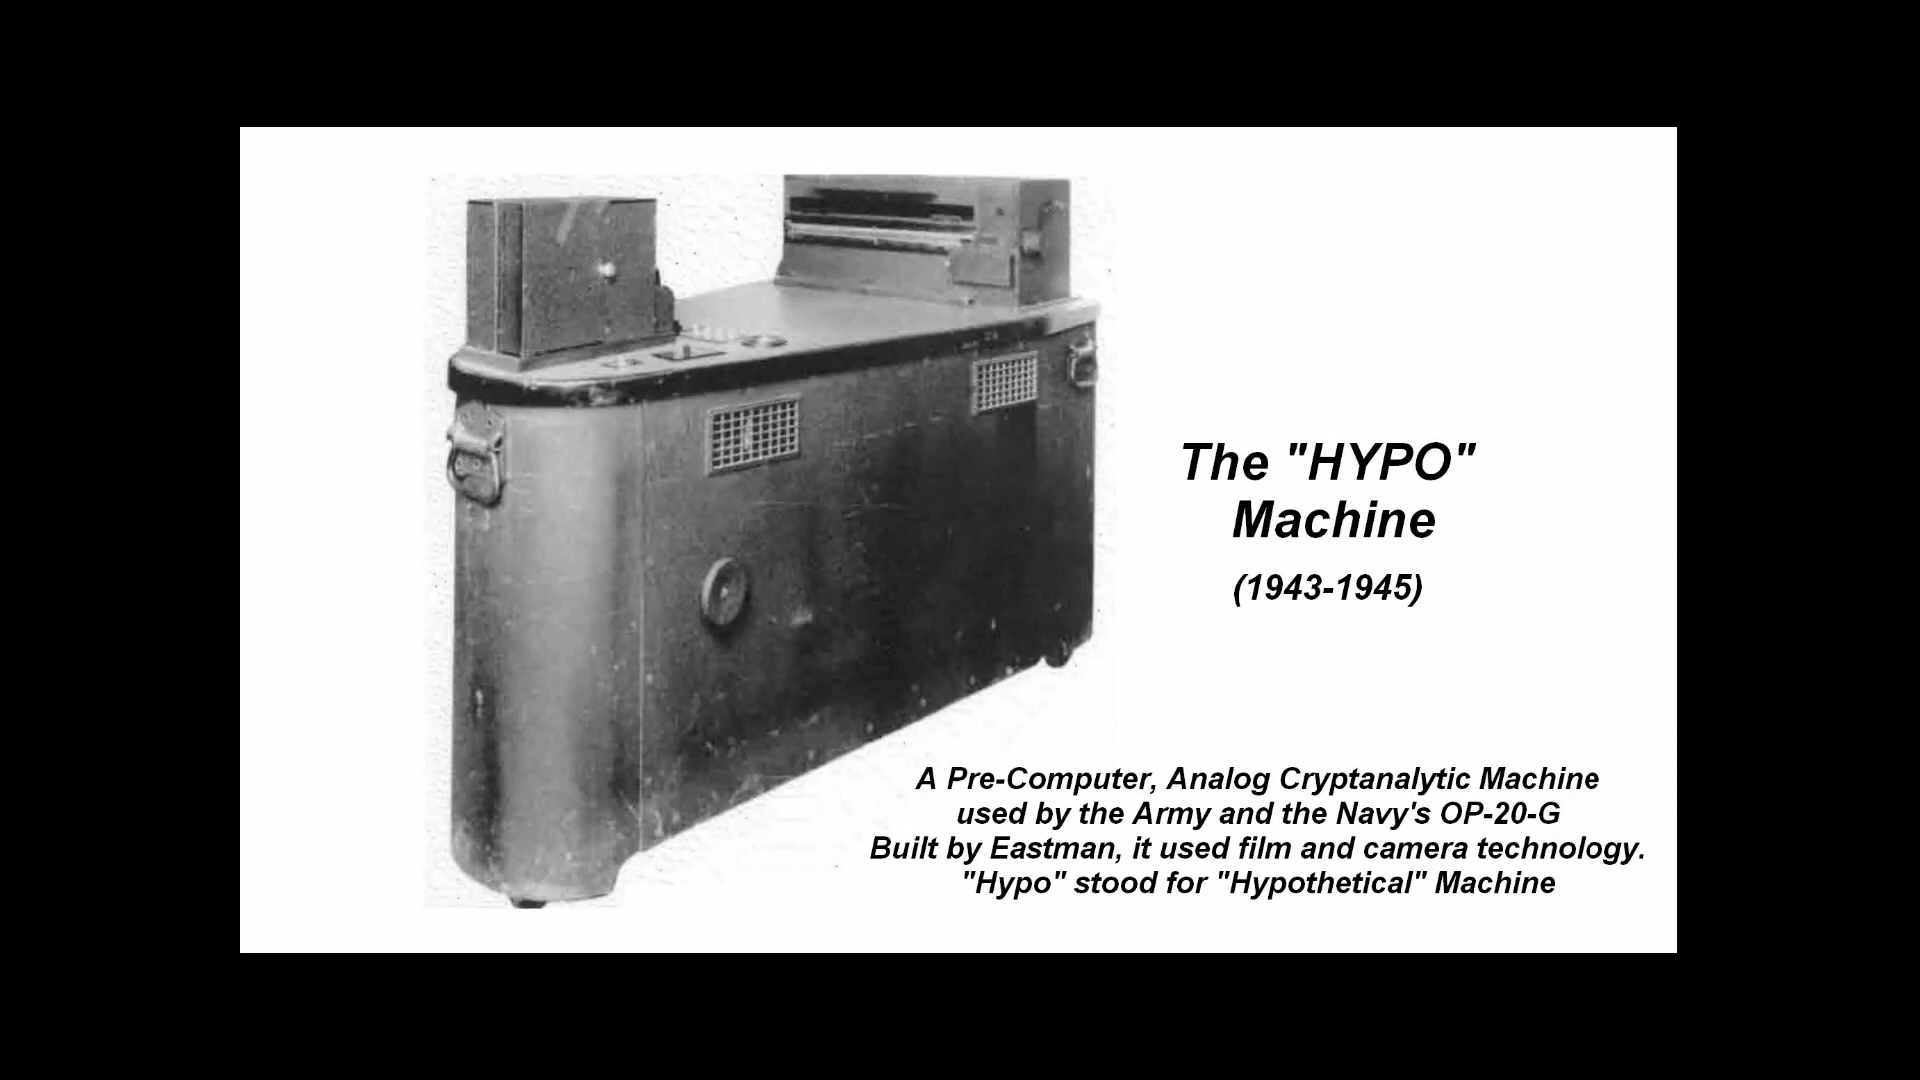 The "HYPO"
Machine
(1943-1945)
A Pre-Computer, Analog Cryptanalytic Machine
used by the Army and the Navy's OP-20-G
Built by Eastman, it used film and camera technology.
"Hypo" stood for "Hypothetical" Machine